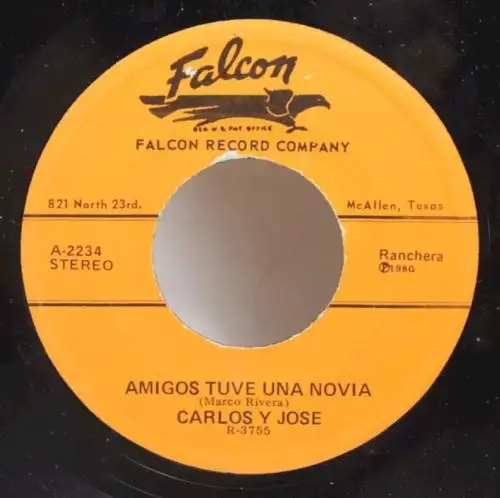 Falcon
REG U.S. PAT OFFICE
FALCON RECORD COMPANY
821 North 23rd.
McAllen, Texas
A-2234
STEREO
Ranchera
Ⓟ1980
AMIGOS TUVE UNA NOVIA
(Marco Rivera)
CARLOS Y JOSE
R-3755